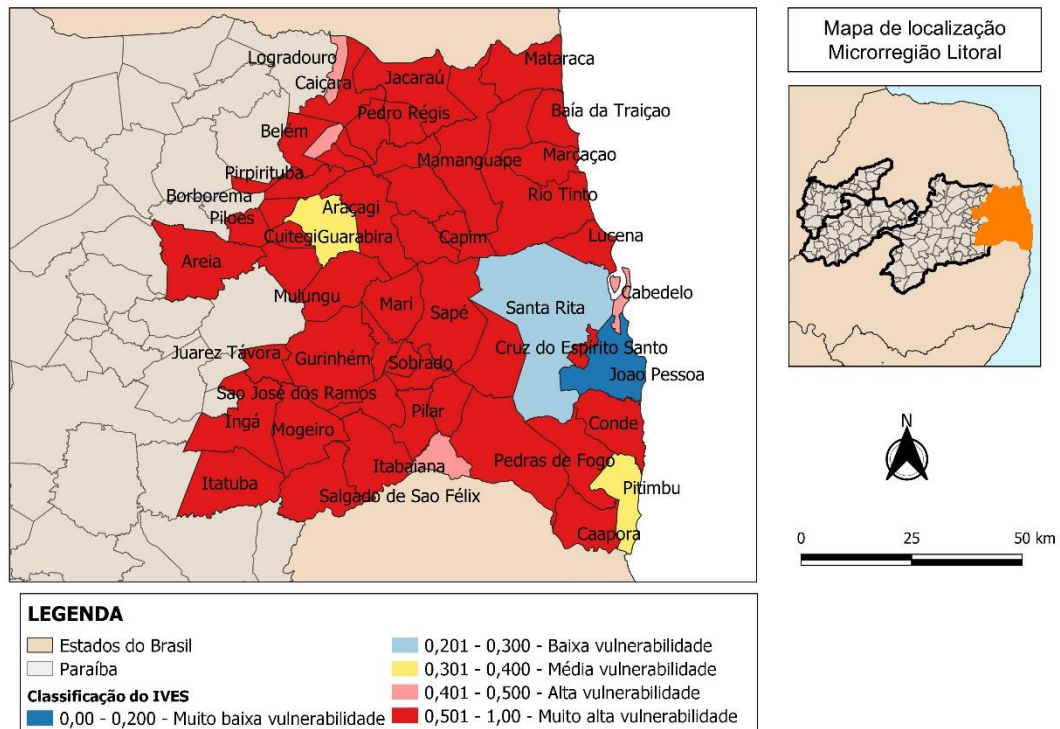 Mapa de localização
Microrregião Litoral
Logradouro
Caiçara
Jacaraú
Mataraca
Pedro Régis
Baía da Traiçao
Belém
Mamanguape
Marcaçao
Pirpirituba
Rio Tinto
Borborema
Piloes
Araçagi
CuitegiGuarabira
Capim
Lucena
Areia
Mulungu
Mari
Sapé
Santa Rita
Cabedelo
Juarez Távora
Gurinhém
Sobrado
Cruz do Espírito Santo
Joao Pessoa
Sao José dos Ramos
Ingá
Mogeiro
Pilar
Conde
Itabaiana
Pedras de Fogo
Itatuba
Salgado de Sao Félix
Pitimbu
Caapora
N
0 25 50 km
LEGENDA
Estados do Brasil
Paraíba
Classificação do IVES
0,00 - 0,200 - Muito baixa vulnerabilidade
0,201 - 0,300 - Baixa vulnerabilidade
0,301 - 0,400 - Média vulnerabilidade
0,401 - 0,500 - Alta vulnerabilidade
0,501 - 1,00 - Muito alta vulnerabilidade